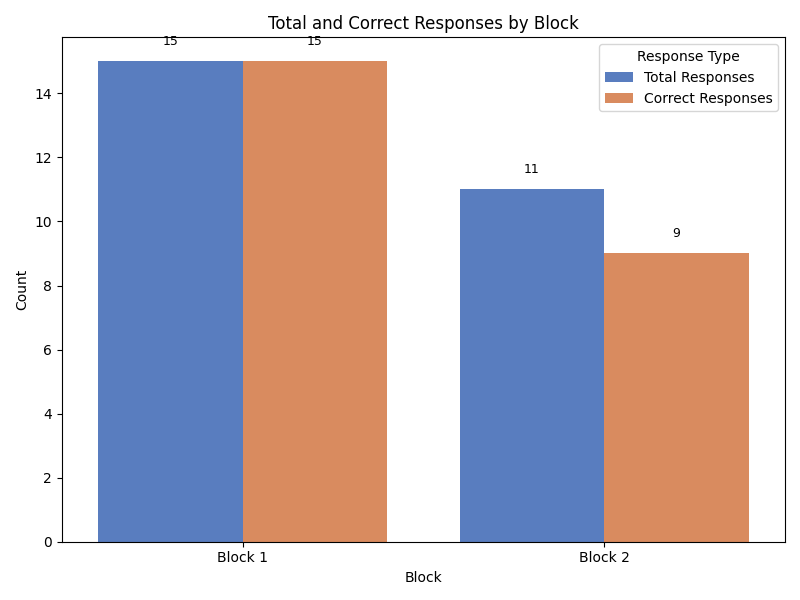 Total and Correct Responses by Block
15
15
Response Type
Total Responses
Correct Responses
11
9
14
12
10
8
6
4
2
0
Count
Block 1
Block 2
Block